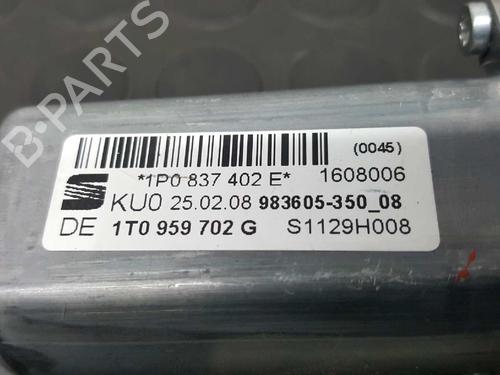 (0045)
*1P0 837 402 E* 1608006
KU0 25.02.08 983605-350_08
DE 1T0 959 702 G S1129H008
B-PARTS